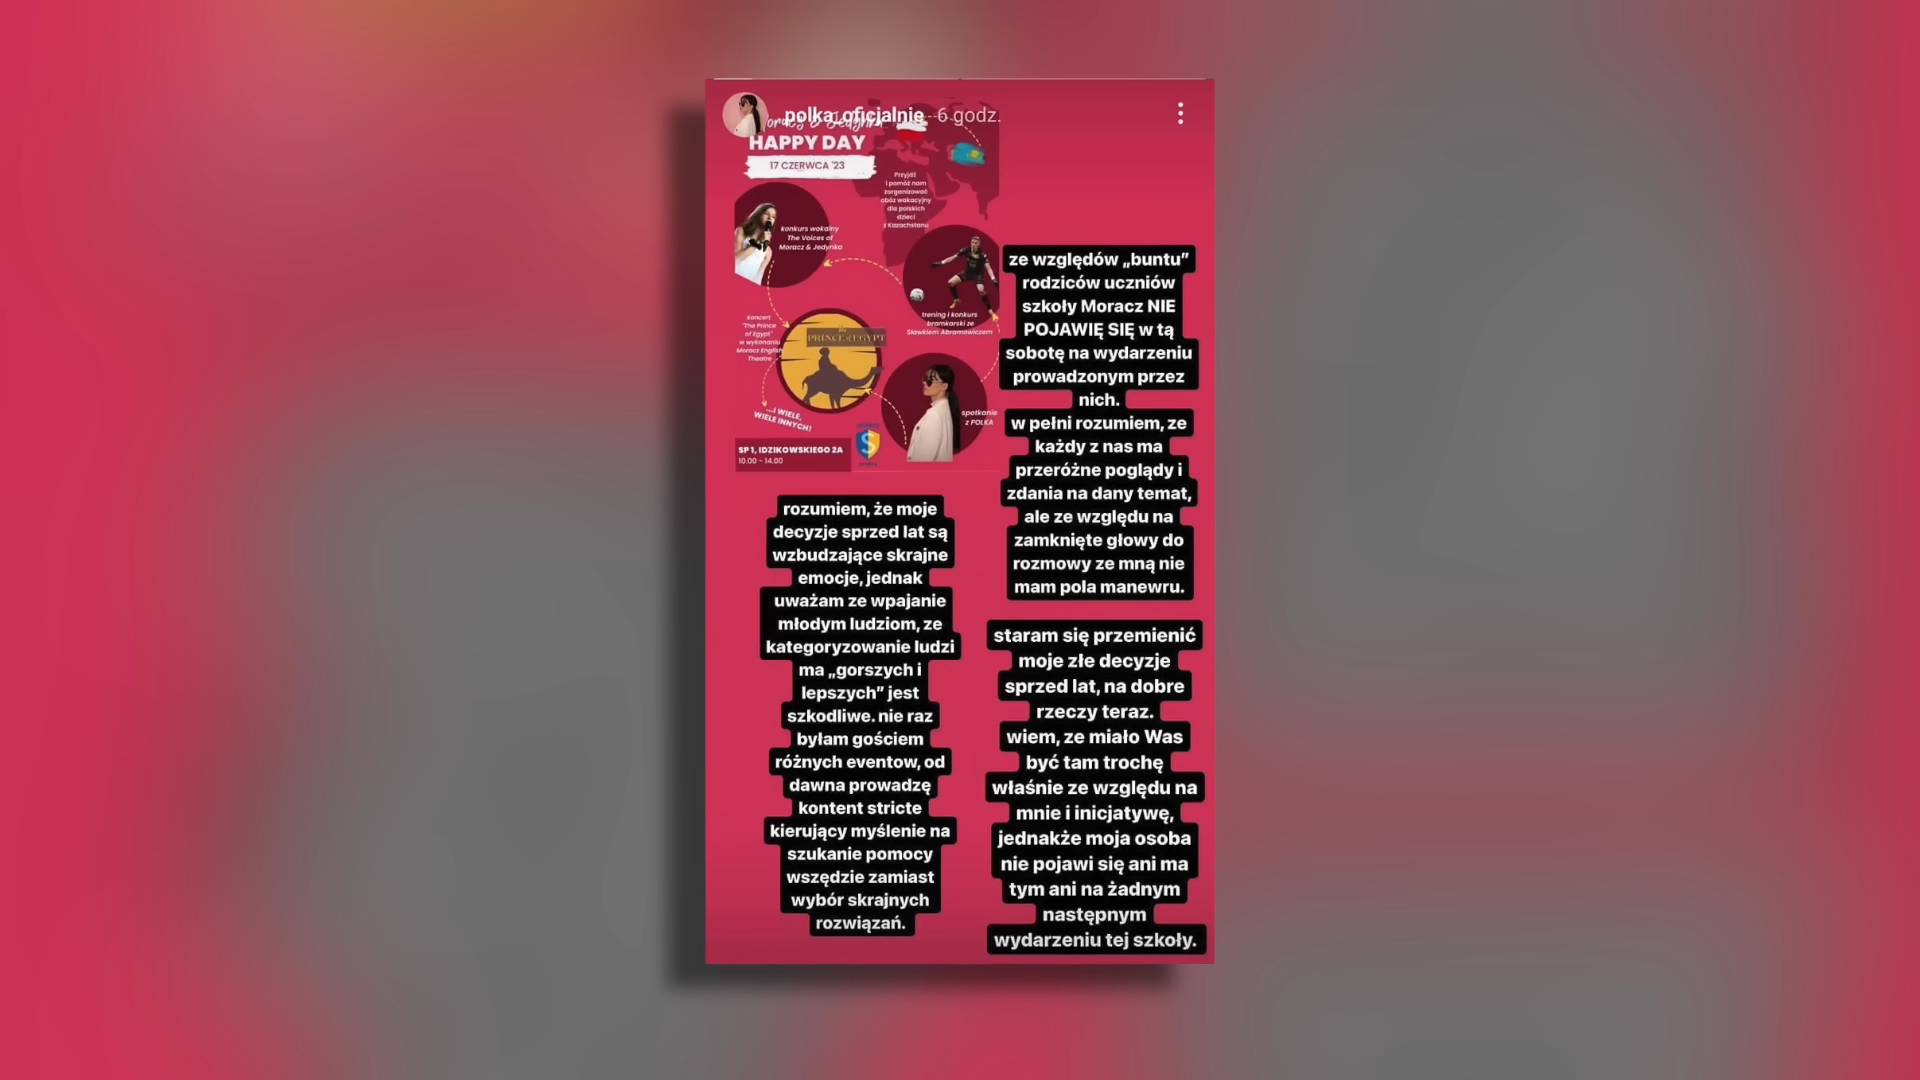 polka_oficjalnie 6 godz.
Moracz & Jedynka
HAPPY DAY
17 CZERWCA '23
Przyjdź
i pomóż nam
zorganizować
obóz wakacyjny
dla polskich
dzieci
z Kazachstanu
konkurs wokalny
The Voices of
Moracz & Jedynka
trening i konkurs
bramkarski ze
Sławkiem Abramowiczem
koncert
"The Prince
of Egypt"
w wykonaniu
Moracz English
Theatre
THE
PRINCE of EGYPT
...I WIELE,
WIELE INNYCH!
spotkanie
z POLKA
SP 1, IDZIKOWSKIEGO 2A
10.00 - 14.00
ze względów „buntu”
rodziców uczniów
szkoły Moracz NIE
POJAWIĘ SIĘ w tą
sobotę na wydarzeniu
prowadzonym przez
nich.
w pełni rozumiem, ze
każdy z nas ma
przeróżne poglądy i
zdania na dany temat,
ale ze względu na
zamknięte głowy do
rozmowy ze mną nie
mam pola manewru.
rozumiem, że moje
decyzje sprzed lat są
wzbudzające skrajne
emocje, jednak
uważam ze wpajanie
młodym ludziom, ze
kategoryzowanie ludzi
ma „gorszych i
lepszych” jest
szkodliwe. nie raz
byłam gościem
różnych eventow, od
dawna prowadzę
kontent stricte
kierujący myślenie na
szukanie pomocy
wszędzie zamiast
wybór skrajnych
rozwiązań.
staram się przemienić
moje złe decyzje
sprzed lat, na dobre
rzeczy teraz.
wiem, ze miało Was
być tam trochę
właśnie ze względu na
mnie i inicjatywę,
jednakże moja osoba
nie pojawi się ani ma
tym ani na żadnym
następnym
wydarzeniu tej szkoły.